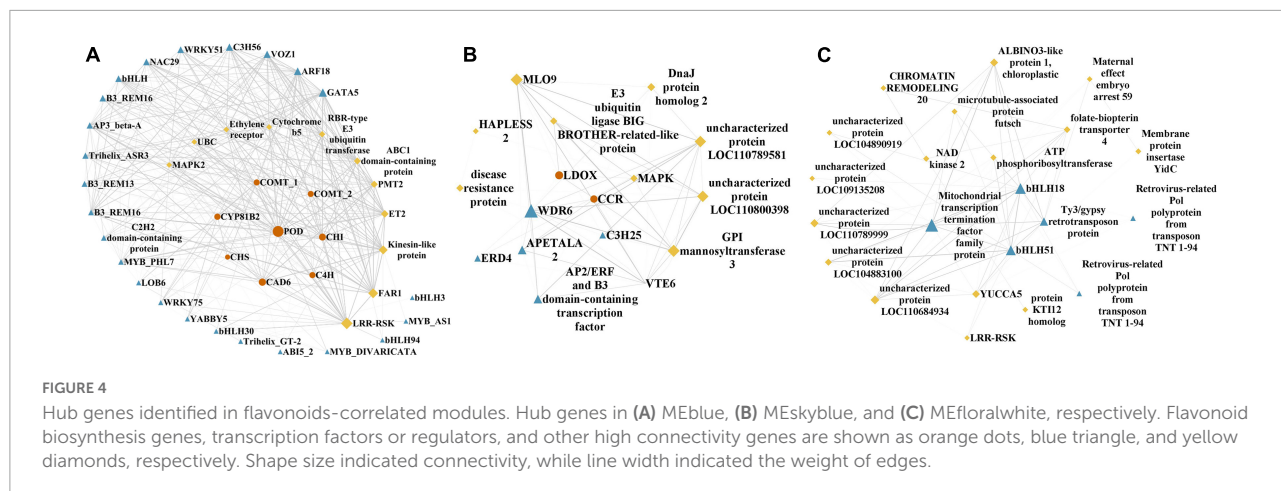 A
WRKY51
C3H56
VOZ1
NAC29
ARF18
bHLH
GATA5
B3_REM16
Ethylene receptor
Cytochrome b5
RBR-type E3 ubiquitin transferase
AP3_beta-A
UBC
ABC1 domain-containing protein
Trihelix_ASR3
MAPK2
COMT_1
COMT_2
PMT2
B3_REM13
CYP81B2
ET2
B3_REM16
POD
CHI
C2H2 domain-containing protein
Kinesin-like protein
CHS
C4H
MYB_PHL7
CAD6
FAR1
LOB6
bHLH3
WRKY75
LRR-RSK
MYB_AS1
YABBY5
bHLH30
bHLH94
Trihelix_GT-2
ABI5_2
MYB_DIVARICATA
B
MLO9
DnaJ protein homolog 2
E3 ubiquitin ligase BIG BROTHER-related-like protein
HAPLESS 2
uncharacterized protein LOC110789581
LDOX
MAPK
disease resistance protein
CCR
uncharacterized protein LOC110800398
WDR6
C3H25
APETALA 2
GPI mannosyltransferase 3
ERD4
AP2/ERF and B3 domain-containing transcription factor
VTE6
C
ALBINO3-like protein 1, chloroplastic
CHROMATIN REMODELING 20
Maternal effect embryo arrest 59
microtubule-associated protein futsch
uncharacterized protein LOC104890919
folate-biopterin transporter 4
NAD kinase 2
ATP phosphoribosyltransferase
Membrane protein insertase YidC
uncharacterized protein LOC109135208
bHLH18
Mitochondrial transcription termination factor family protein
uncharacterized protein LOC110789999
Ty3/gypsy retrotransposon protein
Retrovirus-related Pol polyprotein from transposon TNT 1-94
bHLH51
uncharacterized protein LOC104883100
uncharacterized protein LOC110684934
YUCCA5
protein KTI12 homolog
Retrovirus-related Pol polyprotein from transposon TNT 1-94
LRR-RSK
FIGURE 4
Hub genes identified in flavonoids-correlated modules. Hub genes in (A) MEblue, (B) MEskyblue, and (C) MEfloralwhite, respectively. Flavonoid
biosynthesis genes, transcription factors or regulators, and other high connectivity genes are shown as orange dots, blue triangle, and yellow
diamonds, respectively. Shape size indicated connectivity, while line width indicated the weight of edges.